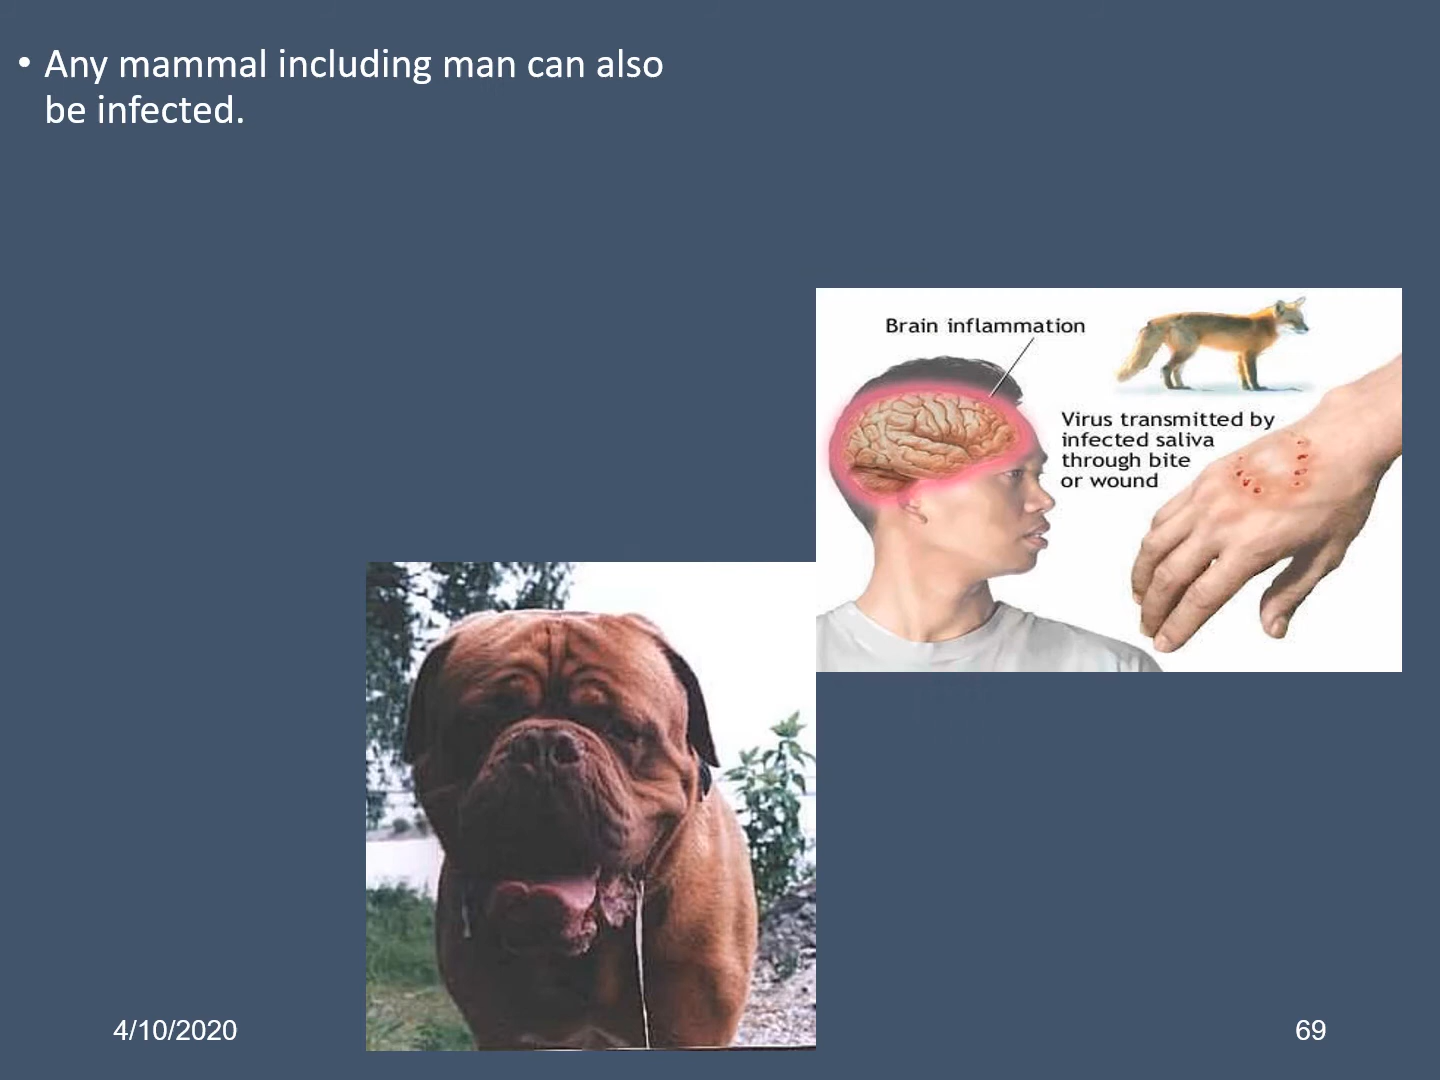 • Any mammal including man can also
be infected.
Brain inflammation
Virus transmitted by
infected saliva
through bite
or wound
4/10/2020
69